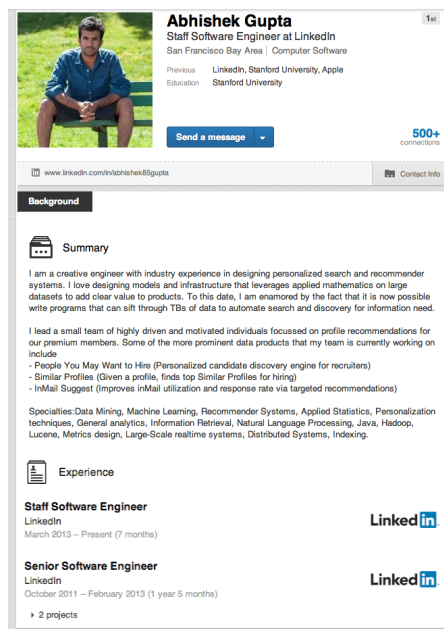 Abhishek Gupta
1st
Staff Software Engineer at LinkedIn
San Francisco Bay Area | Computer Software
Previous LinkedIn, Stanford University, Apple
Education Stanford University
Send a message
500+
connections
in www.linkedin.com/in/abhishek85gupta
Contact Info
Background
Summary
I am a creative engineer with industry experience in designing personalized search and recommender
systems. I love designing models and infrastructure that leverages applied mathematics on large
datasets to add clear value to products. To this date, I am enamored by the fact that it is now possible
write programs that can sift through TBs of data to automate search and discovery for information need.
I lead a small team of highly driven and motivated individuals focussed on profile recommendations for
our premium members. Some of the more prominent data products that my team is currently working on
include
- People You May Want to Hire (Personalized candidate discovery engine for recruiters)
- Similar Profiles (Given a profile, finds top Similar Profiles for hiring)
- InMail Suggest (Improves inMail utilization and response rate via targeted recommendations)
Specialties:Data Mining, Machine Learning, Recommender Systems, Applied Statistics, Personalization
techniques, General analytics, Information Retrieval, Natural Language Processing, Java, Hadoop,
Lucene, Metrics design, Large-Scale realtime systems, Distributed Systems, Indexing.
Experience
Staff Software Engineer
LinkedIn
Linked in
March 2013 – Present (7 months)
Senior Software Engineer
LinkedIn
Linked in
October 2011 – February 2013 (1 year 5 months)
2 projects